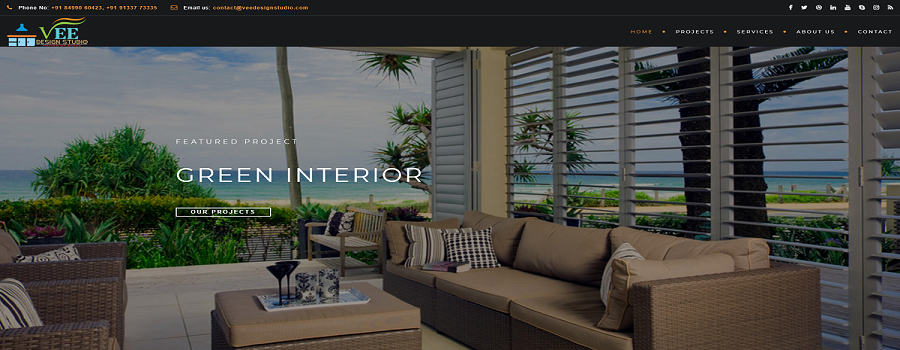 Phone No: +91 84990 60423, +91 91337 73335
Email us: contact@veedesignstudio.com
VEE
DESIGN STUDIO
HOME
PROJECTS
SERVICES
ABOUT US
CONTACT
FEATURED PROJECT
GREEN INTERIOR
OUR PROJECTS